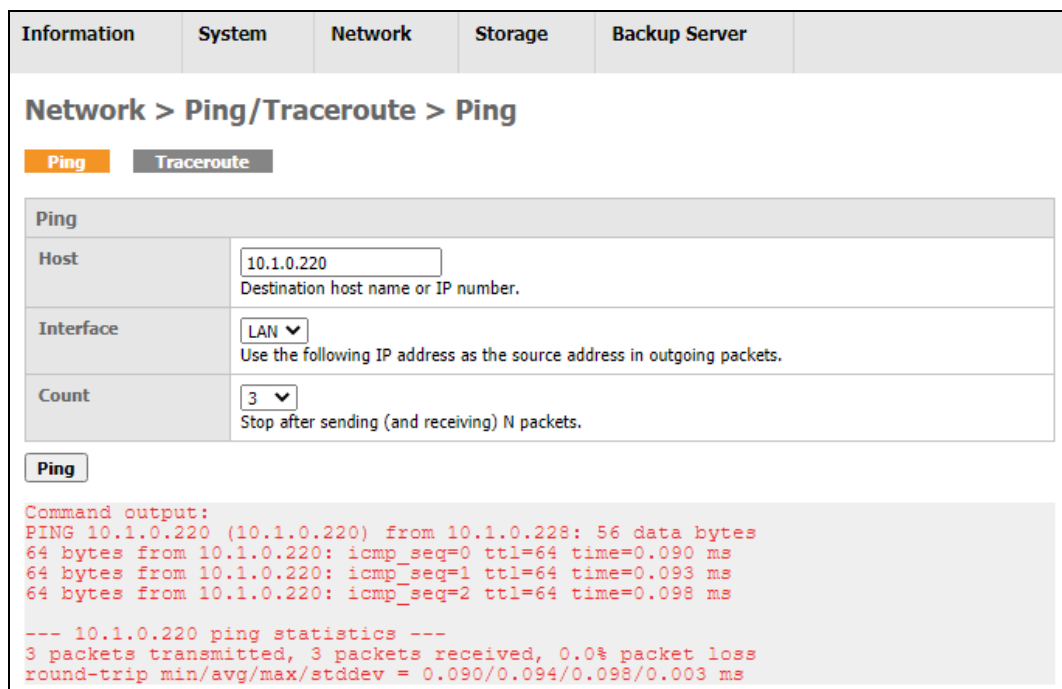 Information System Network Storage Backup Server
Network > Ping/Traceroute > Ping
Ping Traceroute
Ping
Host 10.1.0.220
Destination host name or IP number.
Interface LAN
Use the following IP address as the source address in outgoing packets.
Count 3
Stop after sending (and receiving) N packets.
Ping
Command output:
PING 10.1.0.220 (10.1.0.220) from 10.1.0.228: 56 data bytes
64 bytes from 10.1.0.220: icmp_seq=0 ttl=64 time=0.090 ms
64 bytes from 10.1.0.220: icmp_seq=1 ttl=64 time=0.093 ms
64 bytes from 10.1.0.220: icmp_seq=2 ttl=64 time=0.098 ms
--- 10.1.0.220 ping statistics ---
3 packets transmitted, 3 packets received, 0.0% packet loss
round-trip min/avg/max/stddev = 0.090/0.094/0.098/0.003 ms